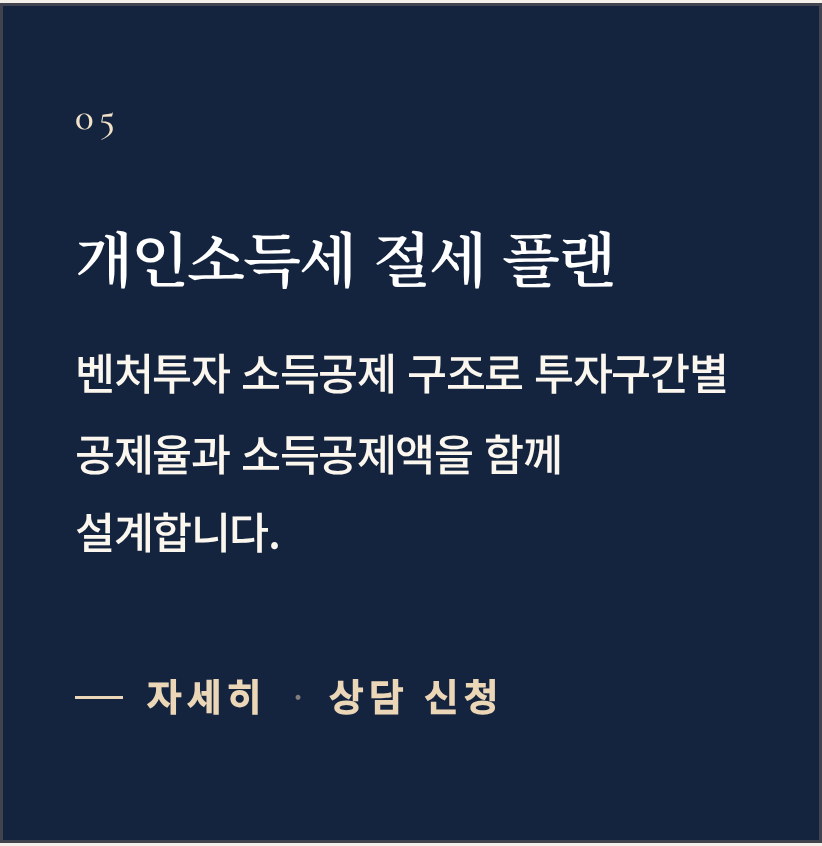 05
개인소득세 절세 플랜
벤처투자 소득공제 구조로 투자구간별
공제율과 소득공제액을 함께
설계합니다.
— 자세히 · 상담 신청